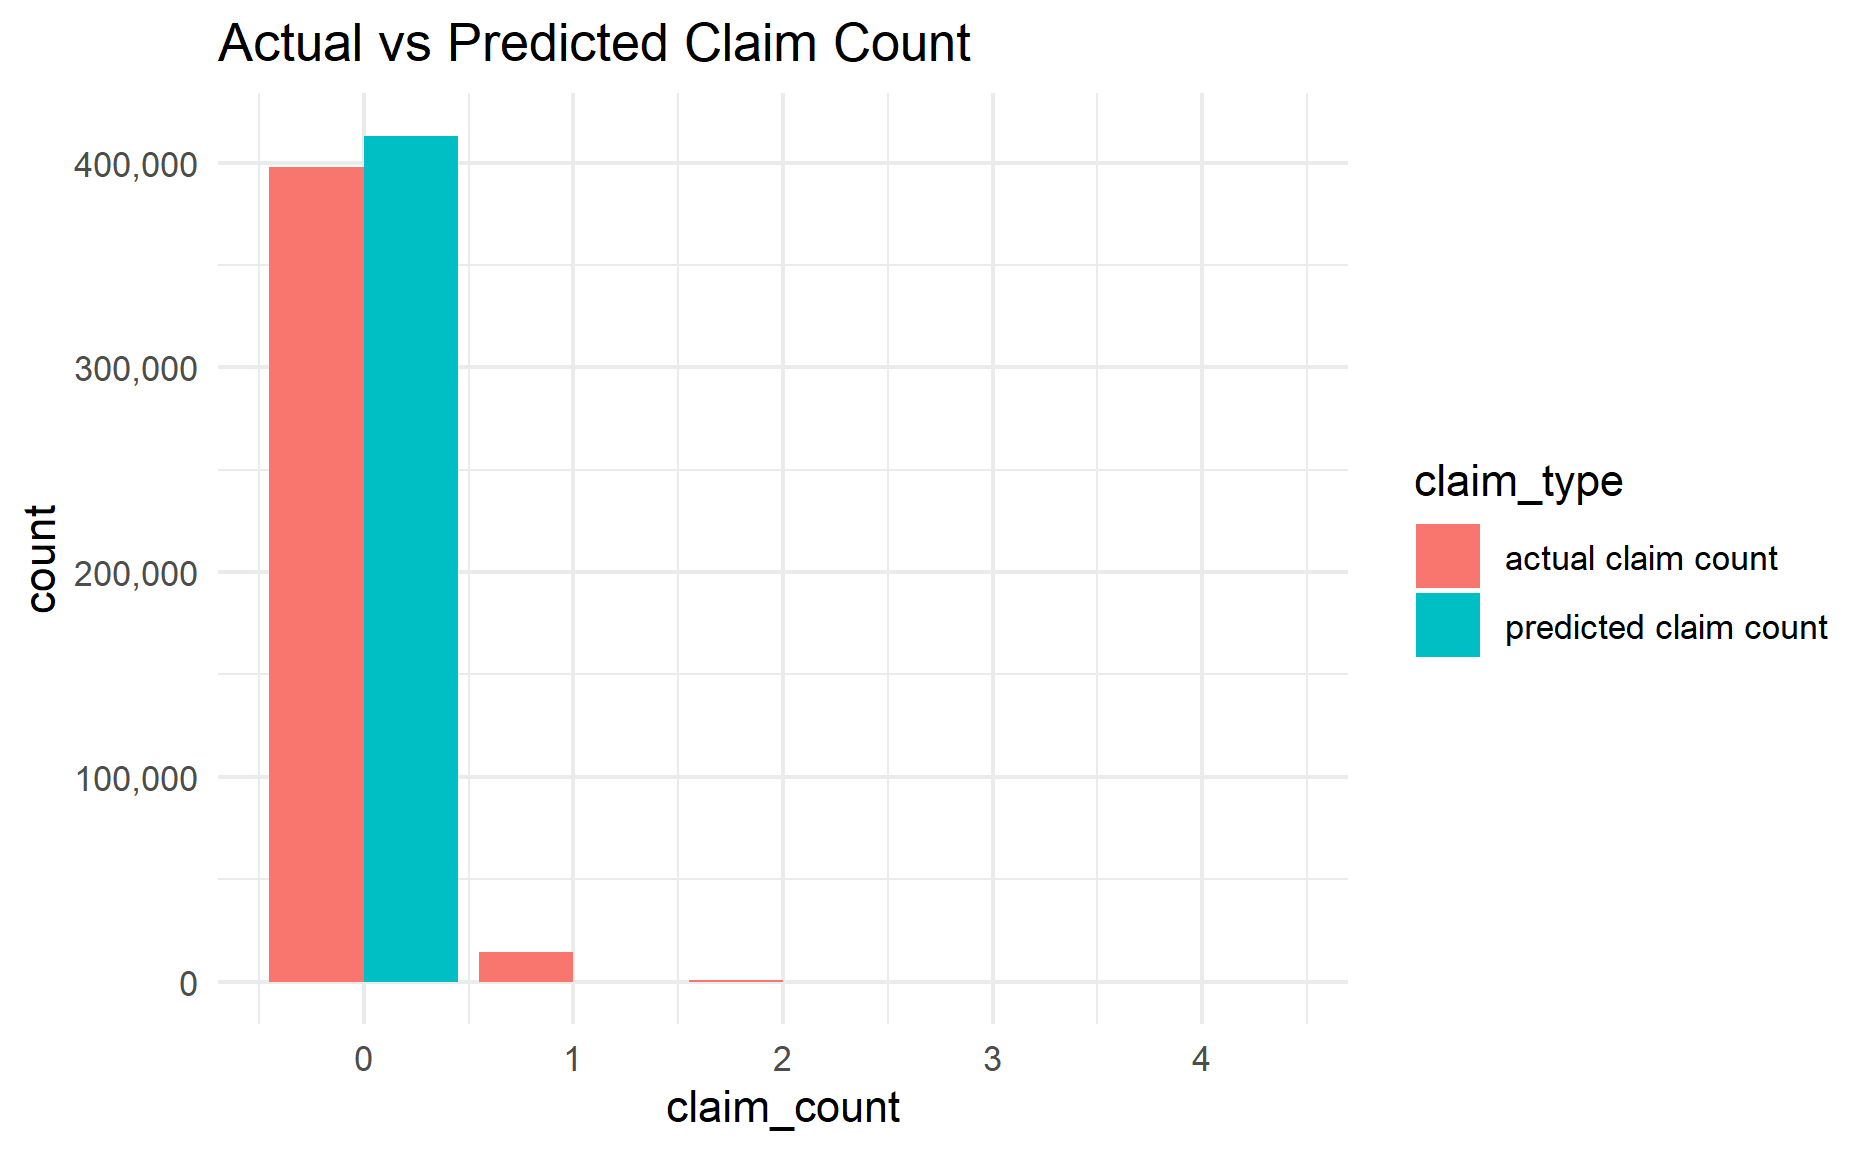 Actual vs Predicted Claim Count
400,000
300,000
200,000
100,000
0
count
0 1 2 3 4
claim_count
claim_type
actual claim count
predicted claim count